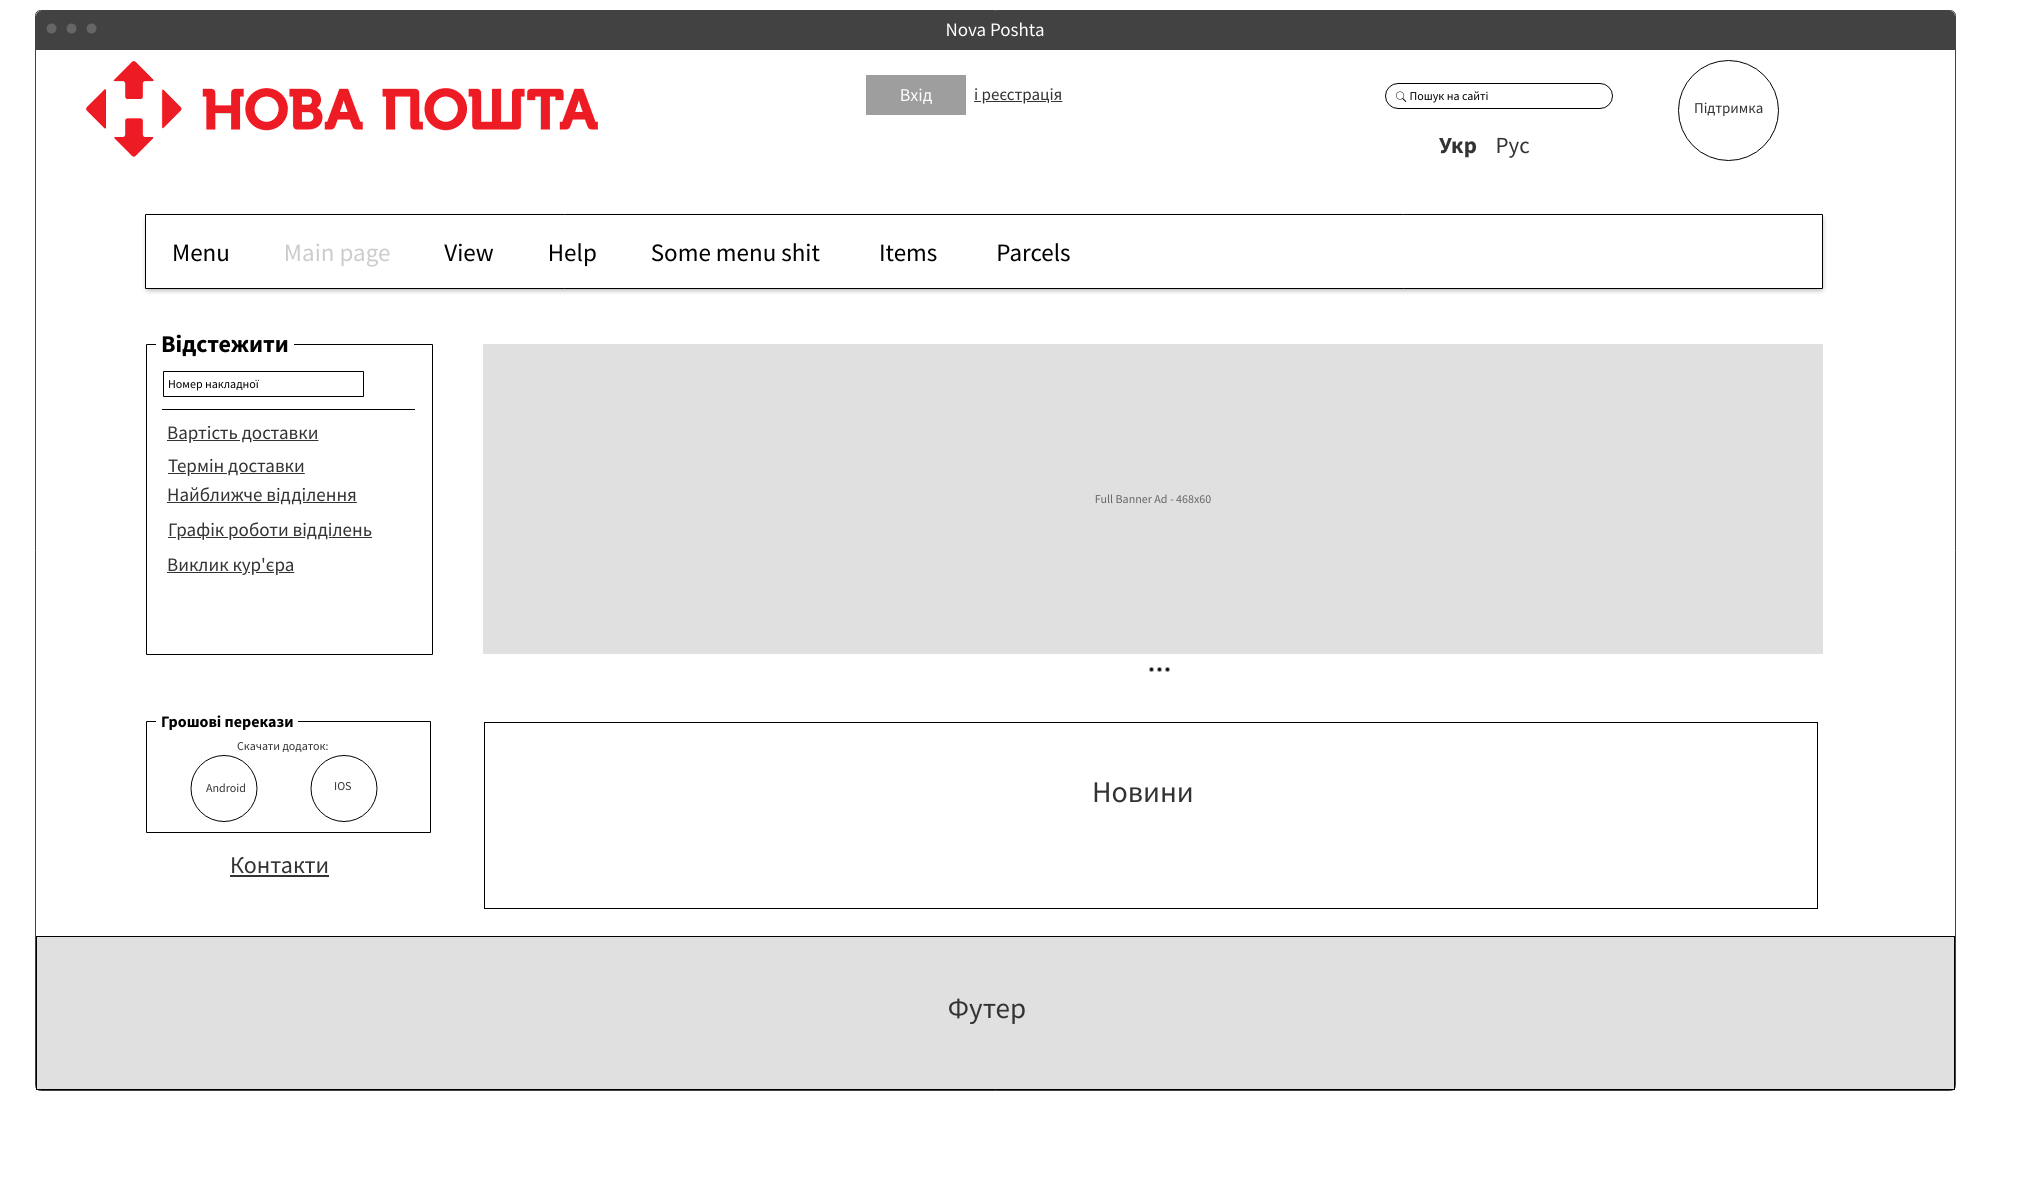 Nova Poshta
НОВА ПОШТА
Вхід і реєстрація
Пошук на сайті
Укр Рус
Підтримка
Menu Main page View Help Some menu shit Items Parcels
Відстежити
Номер накладної
Вартість доставки
Термін доставки
Найближче відділення
Графік роботи відділень
Виклик кур'єра
Full Banner Ad - 468x60
...
Грошові перекази
Скачати додаток:
Android IOS
Контакти
Новини
Футер